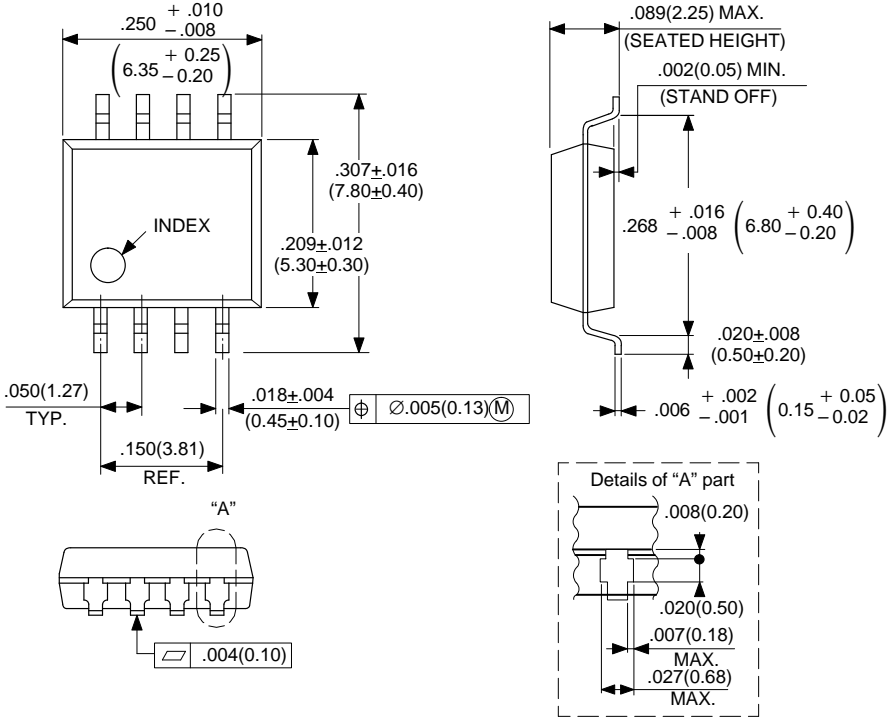 .250 + .010 − .008
(6.35 + 0.25 − 0.20)
INDEX
.307±.016
(7.80±0.40)
.209±.012
(5.30±0.30)
.050(1.27)
TYP.
.018±.004
(0.45±0.10)
⌖ ∅.005(0.13)Ⓜ
.150(3.81)
REF.
.089(2.25) MAX.
(SEATED HEIGHT)
.002(0.05) MIN.
(STAND OFF)
.268 + .016 − .008 (6.80 + 0.40 − 0.20)
.020±.008
(0.50±0.20)
.006 + .002 − .001 (0.15 + 0.05 − 0.02)
“A”
▱ .004(0.10)
Details of “A” part
.008(0.20)
.020(0.50)
.007(0.18)
MAX.
.027(0.68)
MAX.